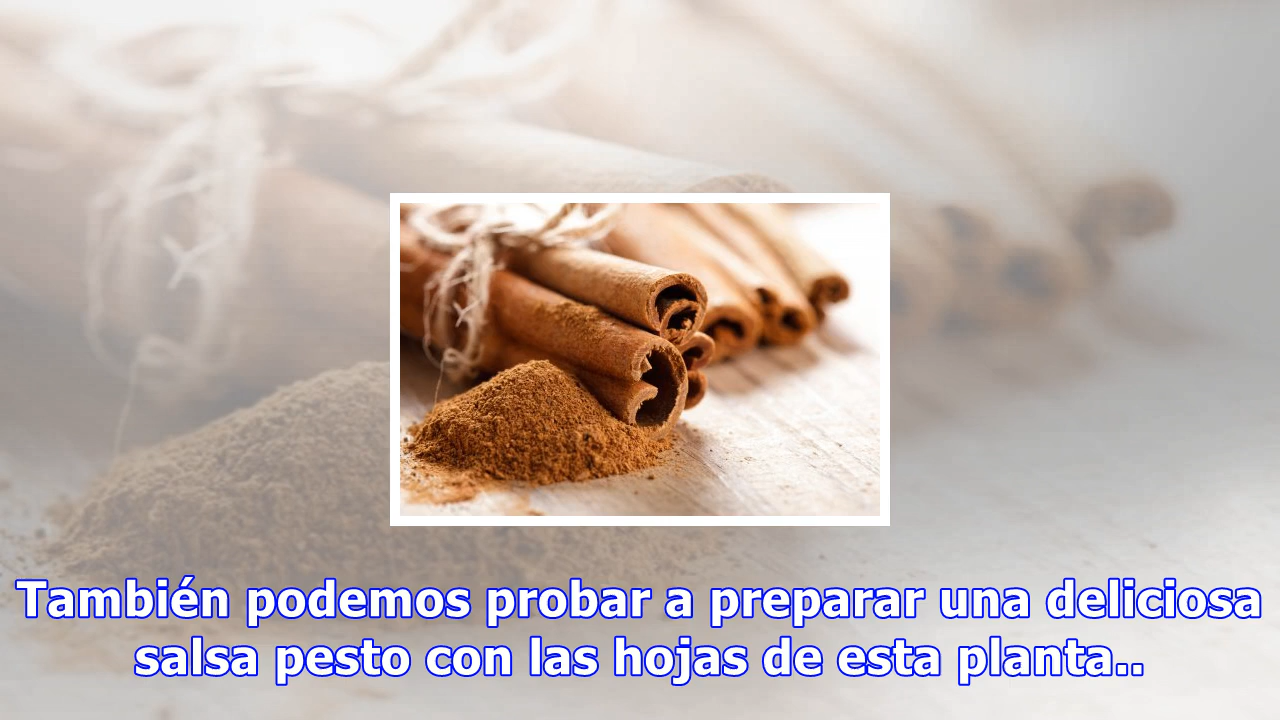 También podemos probar a preparar una deliciosa
salsa pesto con las hojas de esta planta..